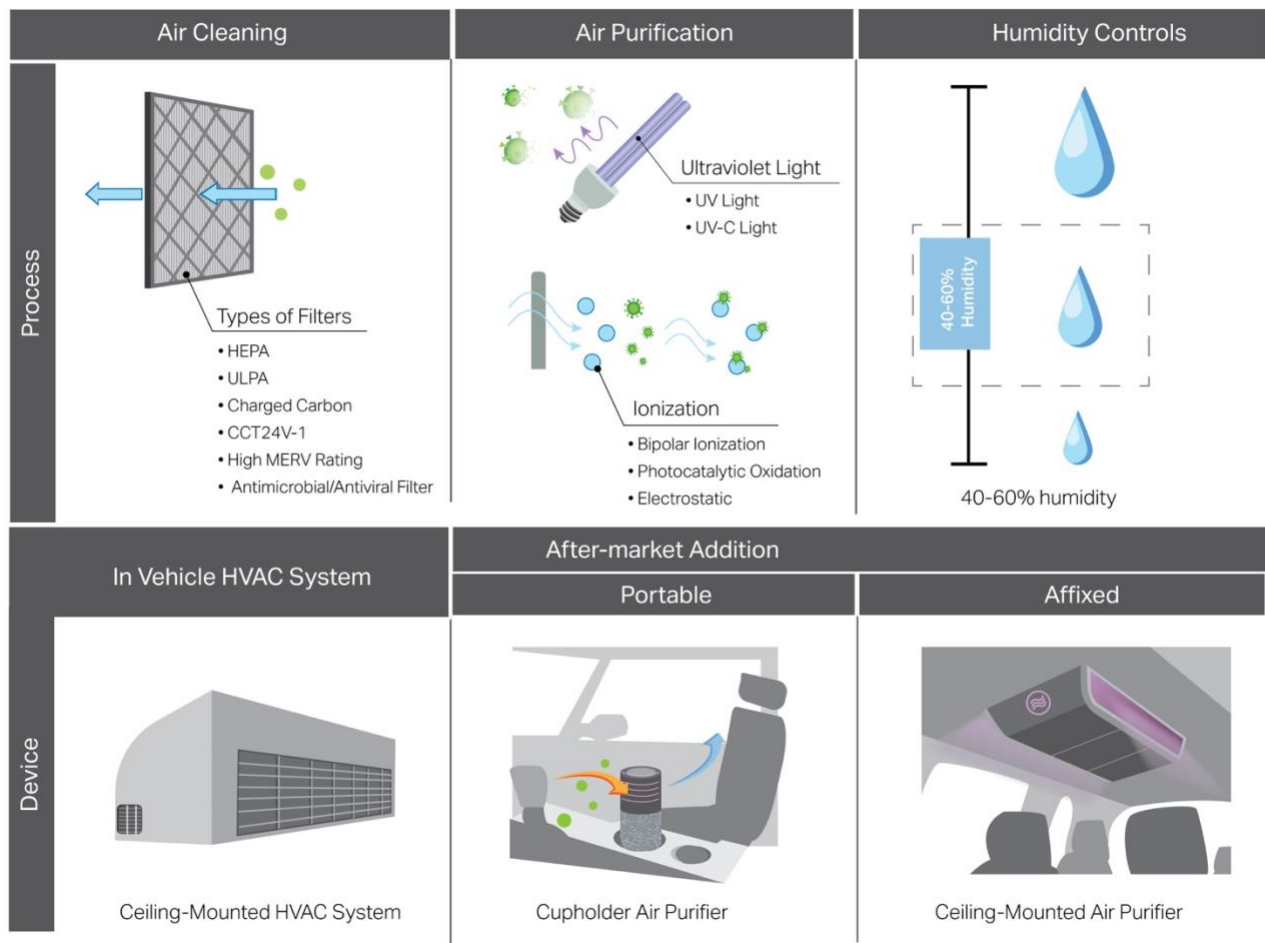 Air Cleaning
Air Purification
Humidity Controls
Process
Types of Filters
• HEPA
• ULPA
• Charged Carbon
• CCT24V-1
• High MERV Rating
• Antimicrobial/Antiviral Filter
Ultraviolet Light
• UV Light
• UV-C Light
Ionization
• Bipolar Ionization
• Photocatalytic Oxidation
• Electrostatic
40-60%
Humidity
40-60% humidity
In Vehicle HVAC System
After-market Addition
Portable
Affixed
Device
Ceiling-Mounted HVAC System
Cupholder Air Purifier
Ceiling-Mounted Air Purifier